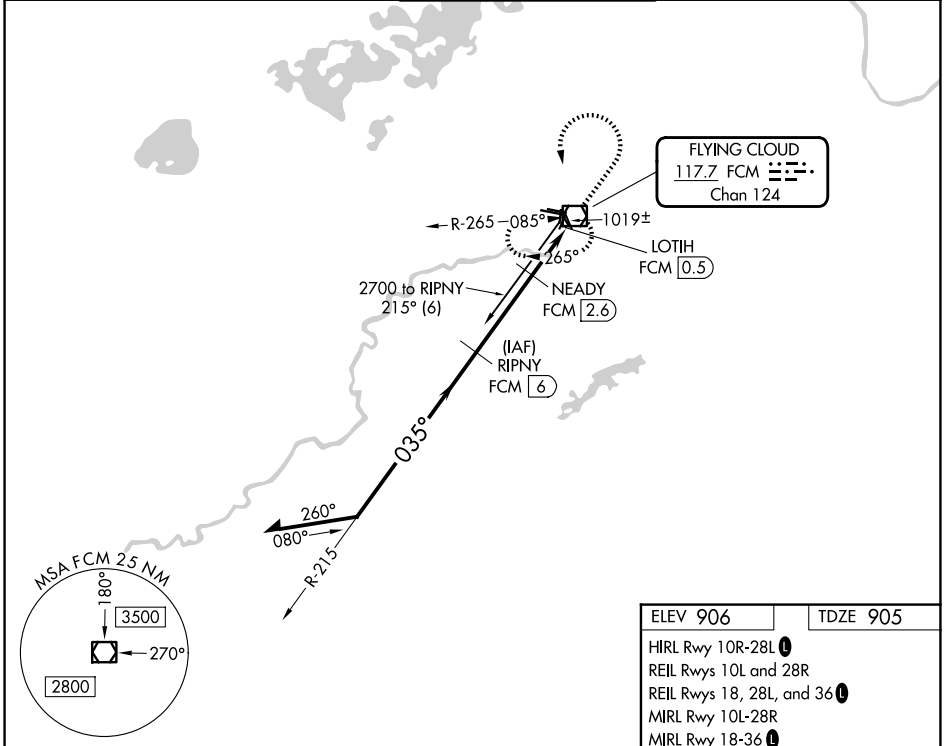 FLYING CLOUD
117.7 FCM
Chan 124
R-265
085°
1019±
LOTIH
FCM 0.5
265°
2700 to RIPNY
215° (6)
NEADY
FCM 2.6
(IAF)
RIPNY
FCM 6
035°
260°
080°
R-215
MSA FCM 25 NM
180°
3500
270°
2800
ELEV 906
TDZE 905
HIRL Rwy 10R-28L L
REIL Rwys 10L and 28R
REIL Rwys 18, 28L, and 36 L
MIRL Rwy 10L-28R
MIRL Rwy 18-36 L